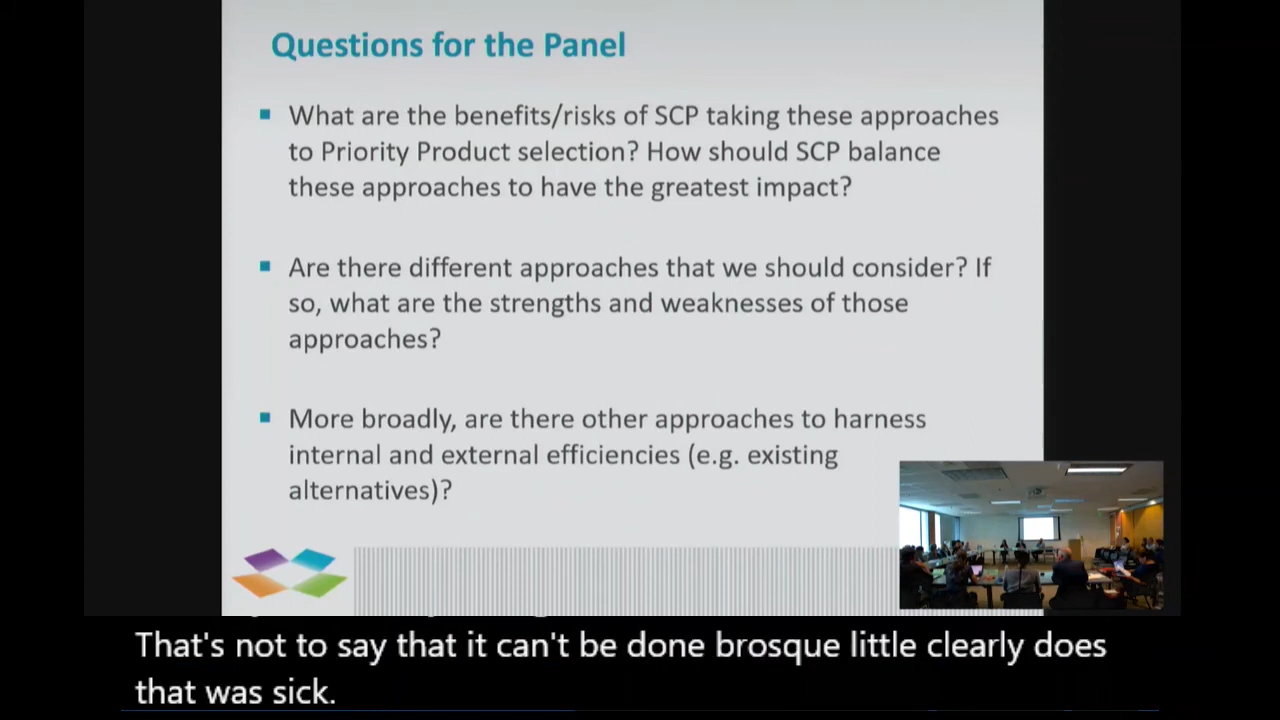 Questions for the Panel
What are the benefits/risks of SCP taking these approaches
to Priority Product selection? How should SCP balance
these approaches to have the greatest impact?
Are there different approaches that we should consider? If
so, what are the strengths and weaknesses of those
approaches?
More broadly, are there other approaches to harness
internal and external efficiencies (e.g. existing
alternatives)?
That's not to say that it can't be done brosque little clearly does
that was sick.